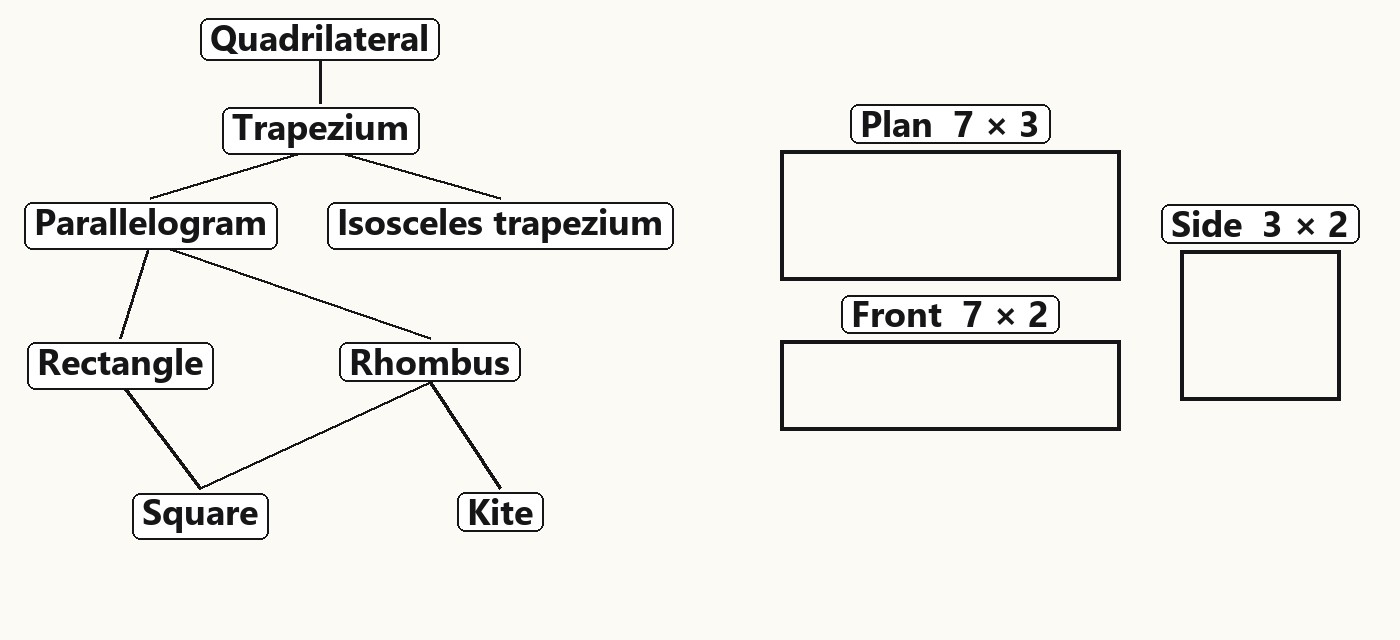 Quadrilateral
Trapezium
Parallelogram
Isosceles trapezium
Rectangle
Rhombus
Square
Kite
Plan 7 × 3
Front 7 × 2
Side 3 × 2